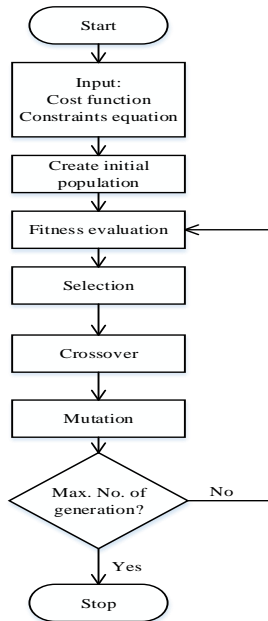 Start
Input:
Cost function
Constraints equation
Create initial
population
Fitness evaluation
Selection
Crossover
Mutation
Max. No. of
generation?
No
Yes
Stop